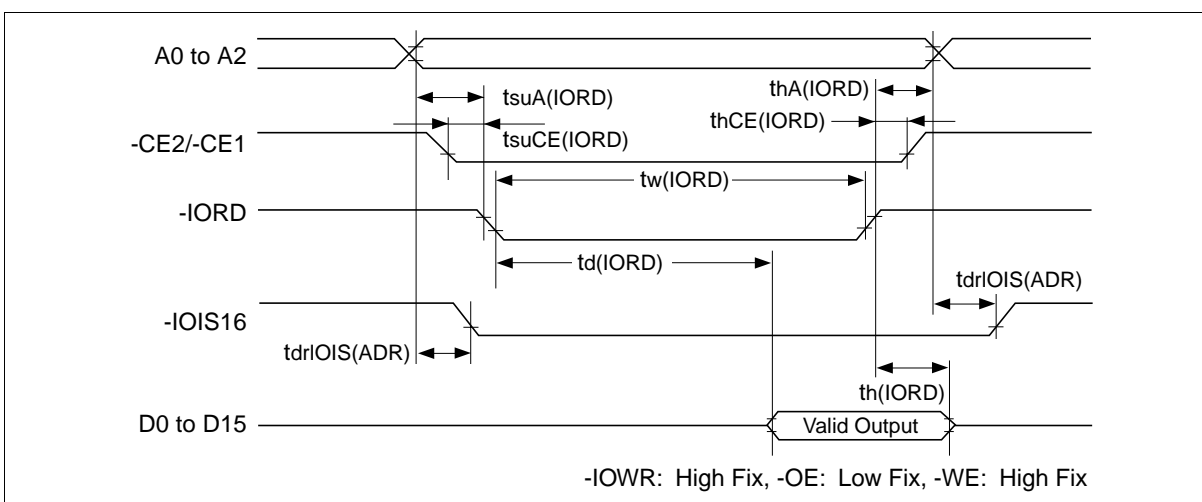 A0 to A2
tsuA(IORD)
thA(IORD)
thCE(IORD)
-CE2/-CE1
tsuCE(IORD)
tw(IORD)
-IORD
td(IORD)
tdrIOIS(ADR)
-IOIS16
tdrIOIS(ADR)
th(IORD)
D0 to D15
Valid Output
-IOWR: High Fix, -OE: Low Fix, -WE: High Fix